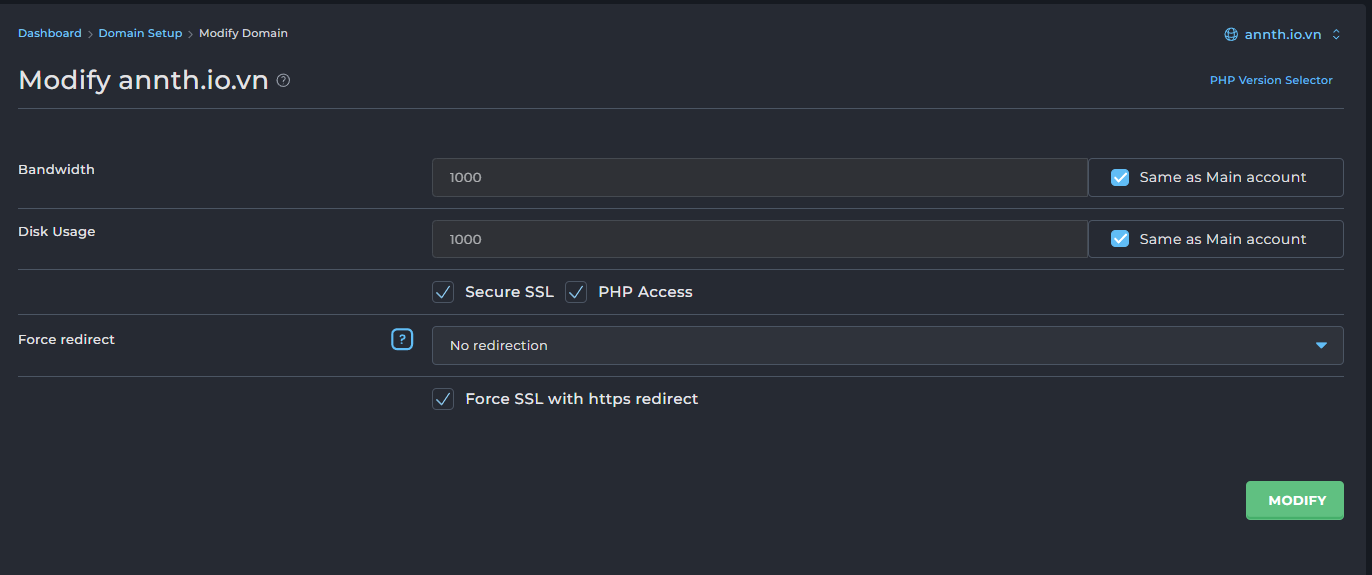 Dashboard > Domain Setup > Modify Domain
annth.io.vn
Modify annth.io.vn ?
PHP Version Selector
Bandwidth 1000 Same as Main account
Disk Usage 1000 Same as Main account
Secure SSL PHP Access
Force redirect ? No redirection
Force SSL with https redirect
MODIFY